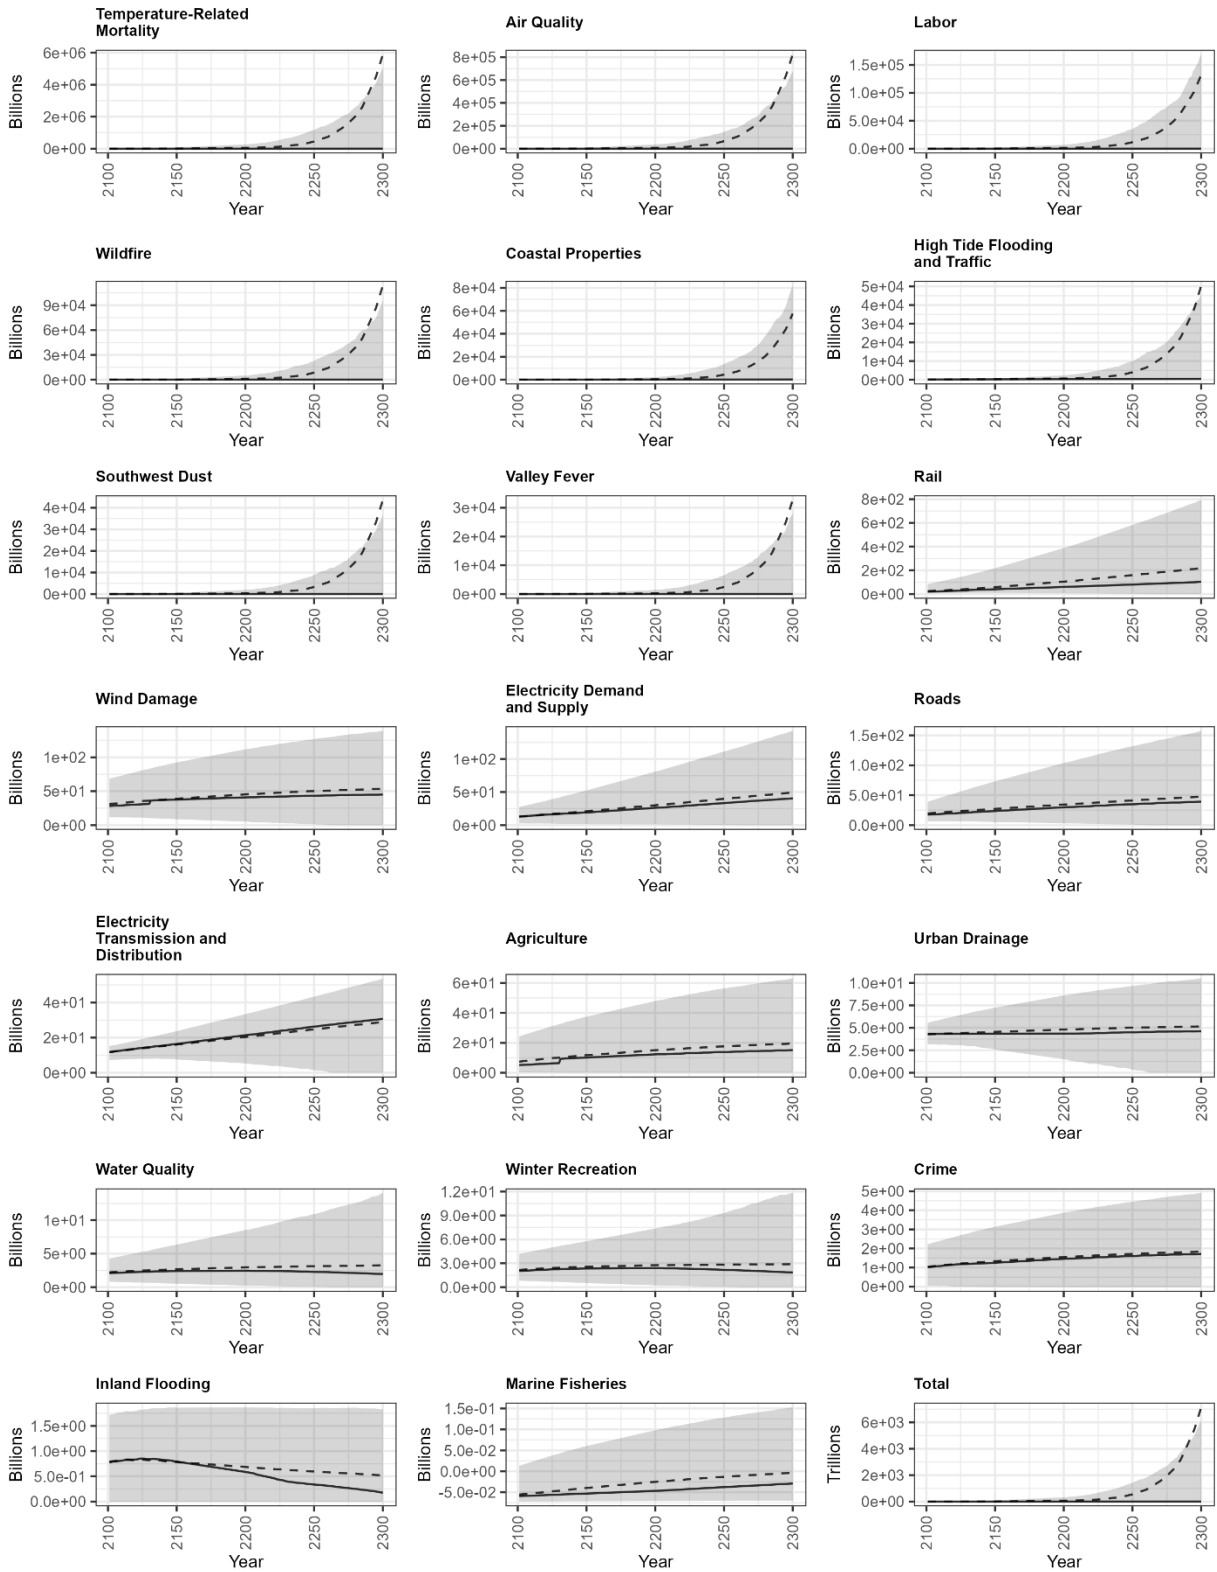 Temperature-Related
Mortality
Billions
6e+06
4e+06
2e+06
0e+00
2100
2150
2200
2250
2300
Year
Air Quality
Billions
8e+05
6e+05
4e+05
2e+05
0e+00
2100
2150
2200
2250
2300
Year
Labor
Billions
1.5e+05
1.0e+05
5.0e+04
0.0e+00
2100
2150
2200
2250
2300
Year
Wildfire
Billions
9e+04
6e+04
3e+04
0e+00
2100
2150
2200
2250
2300
Year
Coastal Properties
Billions
8e+04
6e+04
4e+04
2e+04
0e+00
2100
2150
2200
2250
2300
Year
High Tide Flooding
and Traffic
Billions
5e+04
4e+04
3e+04
2e+04
1e+04
0e+00
2100
2150
2200
2250
2300
Year
Southwest Dust
Billions
4e+04
3e+04
2e+04
1e+04
0e+00
2100
2150
2200
2250
2300
Year
Valley Fever
Billions
3e+04
2e+04
1e+04
0e+00
2100
2150
2200
2250
2300
Year
Rail
Billions
8e+02
6e+02
4e+02
2e+02
0e+00
2100
2150
2200
2250
2300
Year
Wind Damage
Billions
1e+02
5e+01
0e+00
2100
2150
2200
2250
2300
Year
Electricity Demand
and Supply
Billions
1e+02
5e+01
0e+00
2100
2150
2200
2250
2300
Year
Roads
Billions
1.5e+02
1.0e+02
5.0e+01
0.0e+00
2100
2150
2200
2250
2300
Year
Electricity
Transmission and
Distribution
Billions
4e+01
2e+01
0e+00
2100
2150
2200
2250
2300
Year
Agriculture
Billions
6e+01
4e+01
2e+01
0e+00
2100
2150
2200
2250
2300
Year
Urban Drainage
Billions
1.0e+01
7.5e+00
5.0e+00
2.5e+00
0.0e+00
2100
2150
2200
2250
2300
Year
Water Quality
Billions
1e+01
5e+00
0e+00
2100
2150
2200
2250
2300
Year
Winter Recreation
Billions
1.2e+01
9.0e+00
6.0e+00
3.0e+00
0.0e+00
2100
2150
2200
2250
2300
Year
Crime
Billions
5e+00
4e+00
3e+00
2e+00
1e+00
0e+00
2100
2150
2200
2250
2300
Year
Inland Flooding
Billions
1.5e+00
1.0e+00
5.0e-01
0.0e+00
2100
2150
2200
2250
2300
Year
Marine Fisheries
Billions
1.5e-01
1.0e-01
5.0e-02
0.0e+00
-5.0e-02
2100
2150
2200
2250
2300
Year
Total
Trillions
6e+03
4e+03
2e+03
0e+00
2100
2150
2200
2250
2300
Year